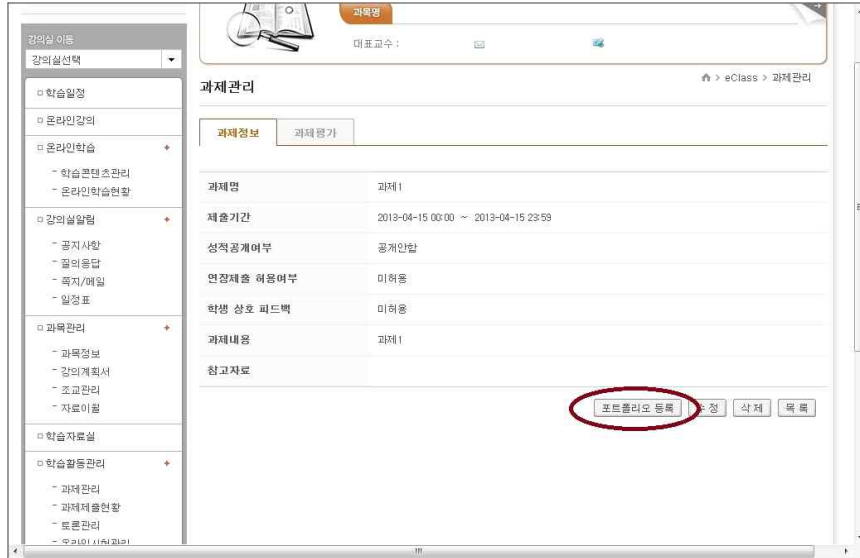 과목명
대표교수 :
강의실 이동
강의실선택
학습일정
온라인강의
온라인학습
학습콘텐츠관리
온라인학습현황
강의실알림
공지사항
질의응답
쪽지/메일
일정표
과목관리
과목정보
강의계획서
조교관리
자료이월
학습자료실
학습활동관리
과제관리
과제제출현황
토론관리
과제관리
> eClass > 과제관리
과제정보 과제평가
과제명 과제1
제출기간 2013-04-15 00:00 ~ 2013-04-15 23:59
성적공개여부 공개안함
연장제출 허용여부 미허용
학생 상호 피드백 미허용
과제내용 과제1
참고자료
포트폴리오 등록 수정 삭제 목록